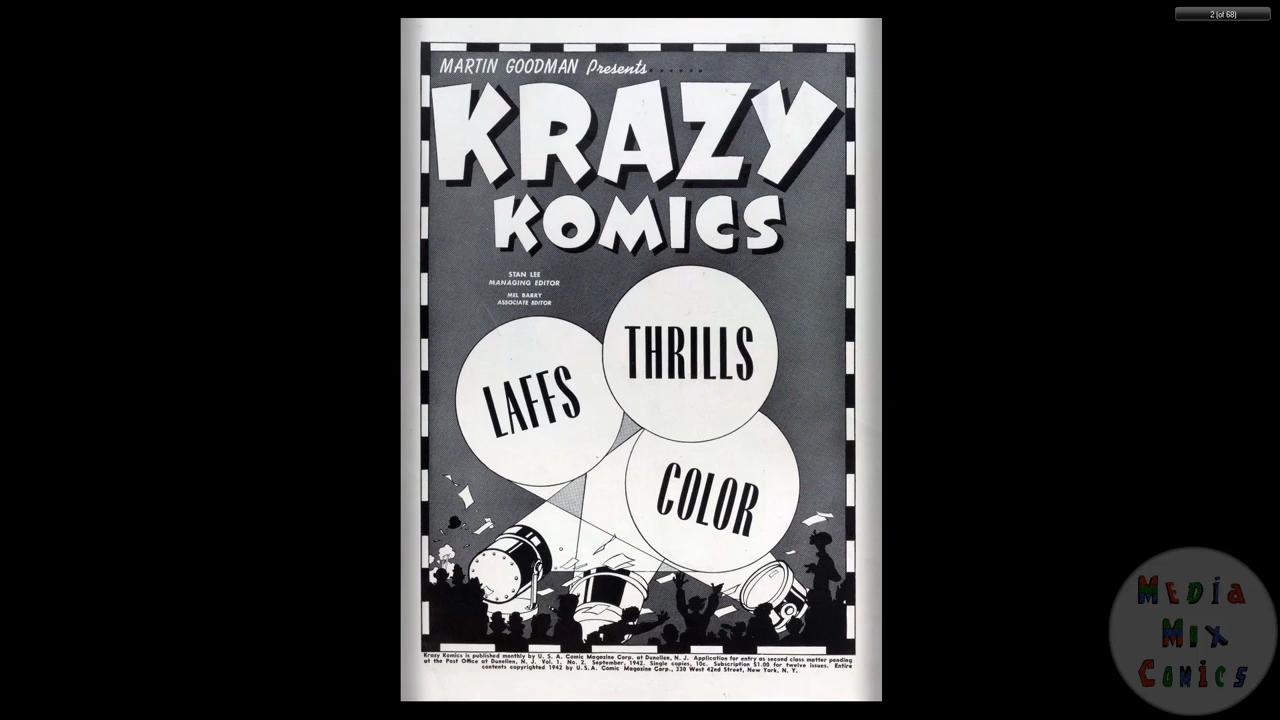 2 (of 68)
MARTIN GOODMAN Presents......
KRAZY
KOMICS
STAN LEE
MANAGING EDITOR
MEL BARRY
ASSOCIATE EDITOR
THRILLS
LAFFS
COLOR
Krazy Komics is published monthly by U. S. A. Comic Magazine Corp. at Dunellen, N. J. Application for entry as second class matter pending
at the Post Office at Dunellen, N. J. Vol. 1. No. 2. September, 1942. Single copies, 10c. Subscription $1.00 for twelve issues. Entire
contents copyrighted 1942 by U. S. A. Comic Magazine Corp., 330 West 42nd Street, New York, N. Y.
MeDia
Mix
Comics